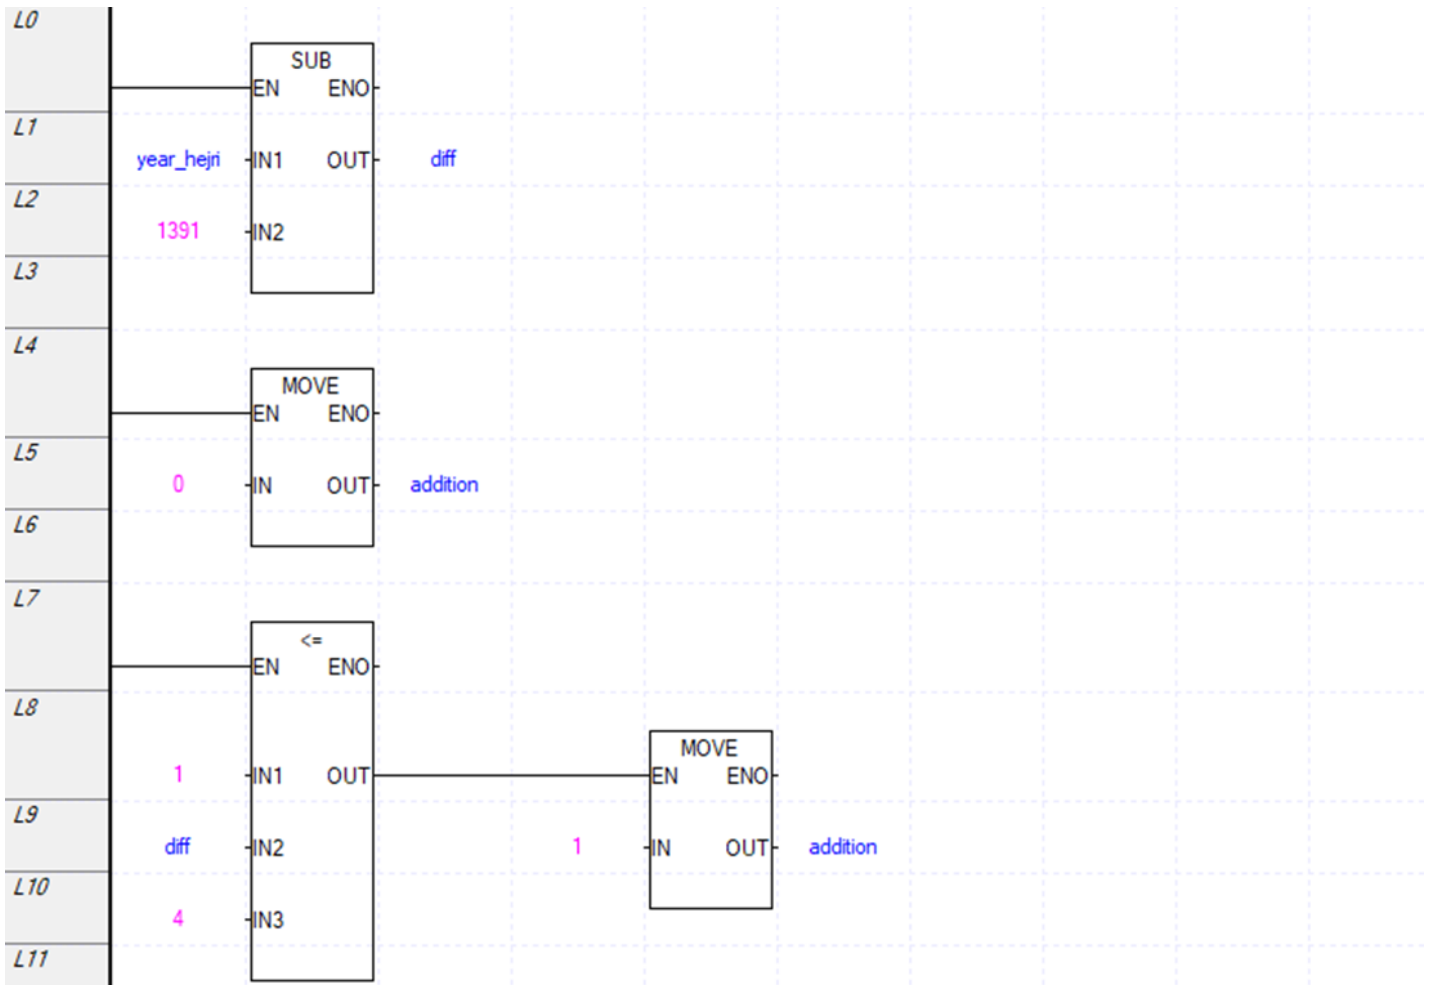 L0
SUB
EN ENO
L1
year_hejri IN1 OUT diff
L2
1391 IN2
L3
L4
MOVE
EN ENO
L5
0 IN OUT addition
L6
L7
<=
EN ENO
L8
MOVE
1 IN1 OUT EN ENO
L9
diff IN2 1 IN OUT addition
L10
4 IN3
L11